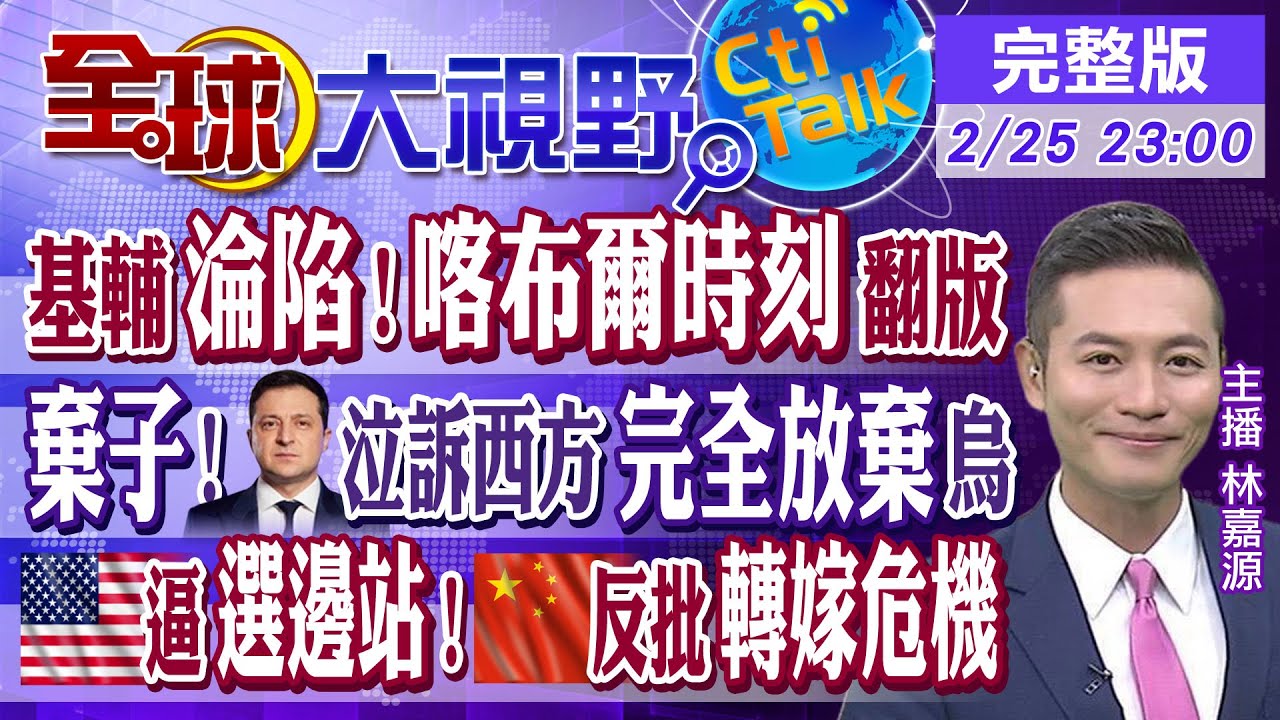 全球大視野
Cti
Talk
完整版
2/25 23:00
基輔淪陷!喀布爾時刻翻版
棄子!泣訴西方完全放棄烏
逼選邊站!反批轉嫁危機
主播 林嘉源